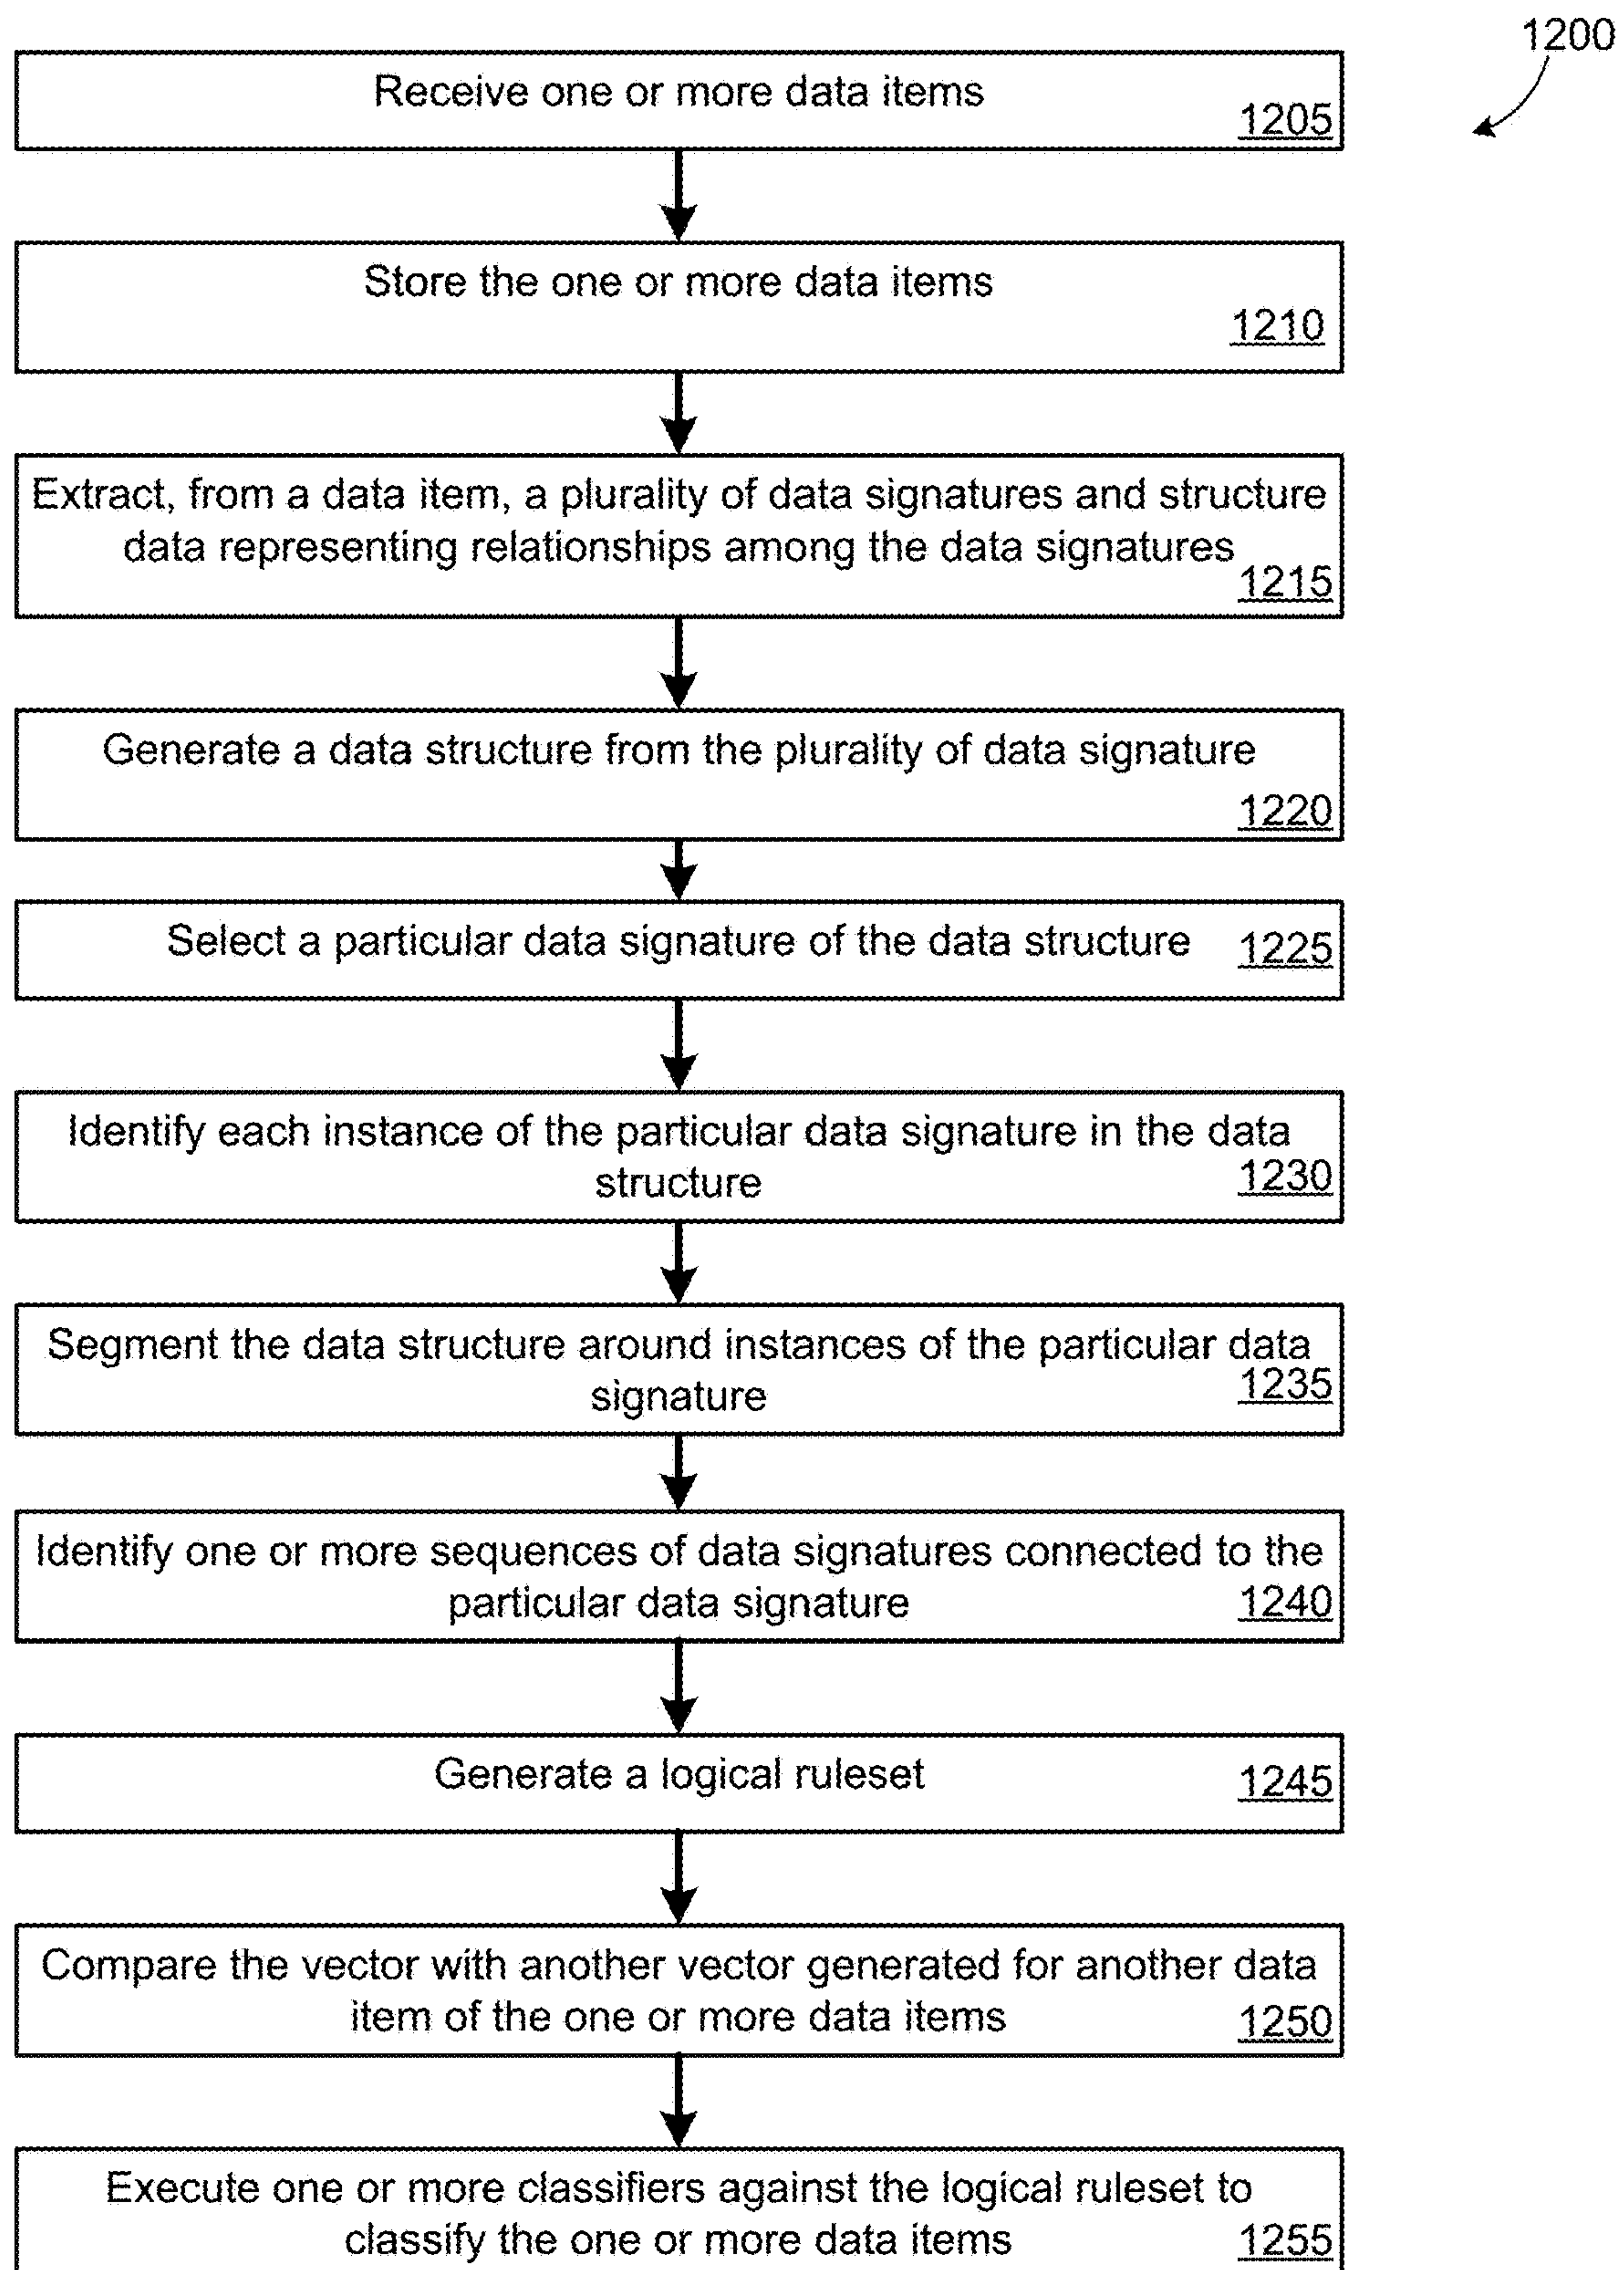 1200
Receive one or more data items
1205
Store the one or more data items
1210
Extract, from a data item, a plurality of data signatures and structure
data representing relationships among the data signatures
1215
Generate a data structure from the plurality of data signature
1220
Select a particular data signature of the data structure
1225
Identify each instance of the particular data signature in the data
structure
1230
Segment the data structure around instances of the particular data
signature
1235
Identify one or more sequences of data signatures connected to the
particular data signature
1240
Generate a logical ruleset
1245
Compare the vector with another vector generated for another data
item of the one or more data items
1250
Execute one or more classifiers against the logical ruleset to
classify the one or more data items
1255